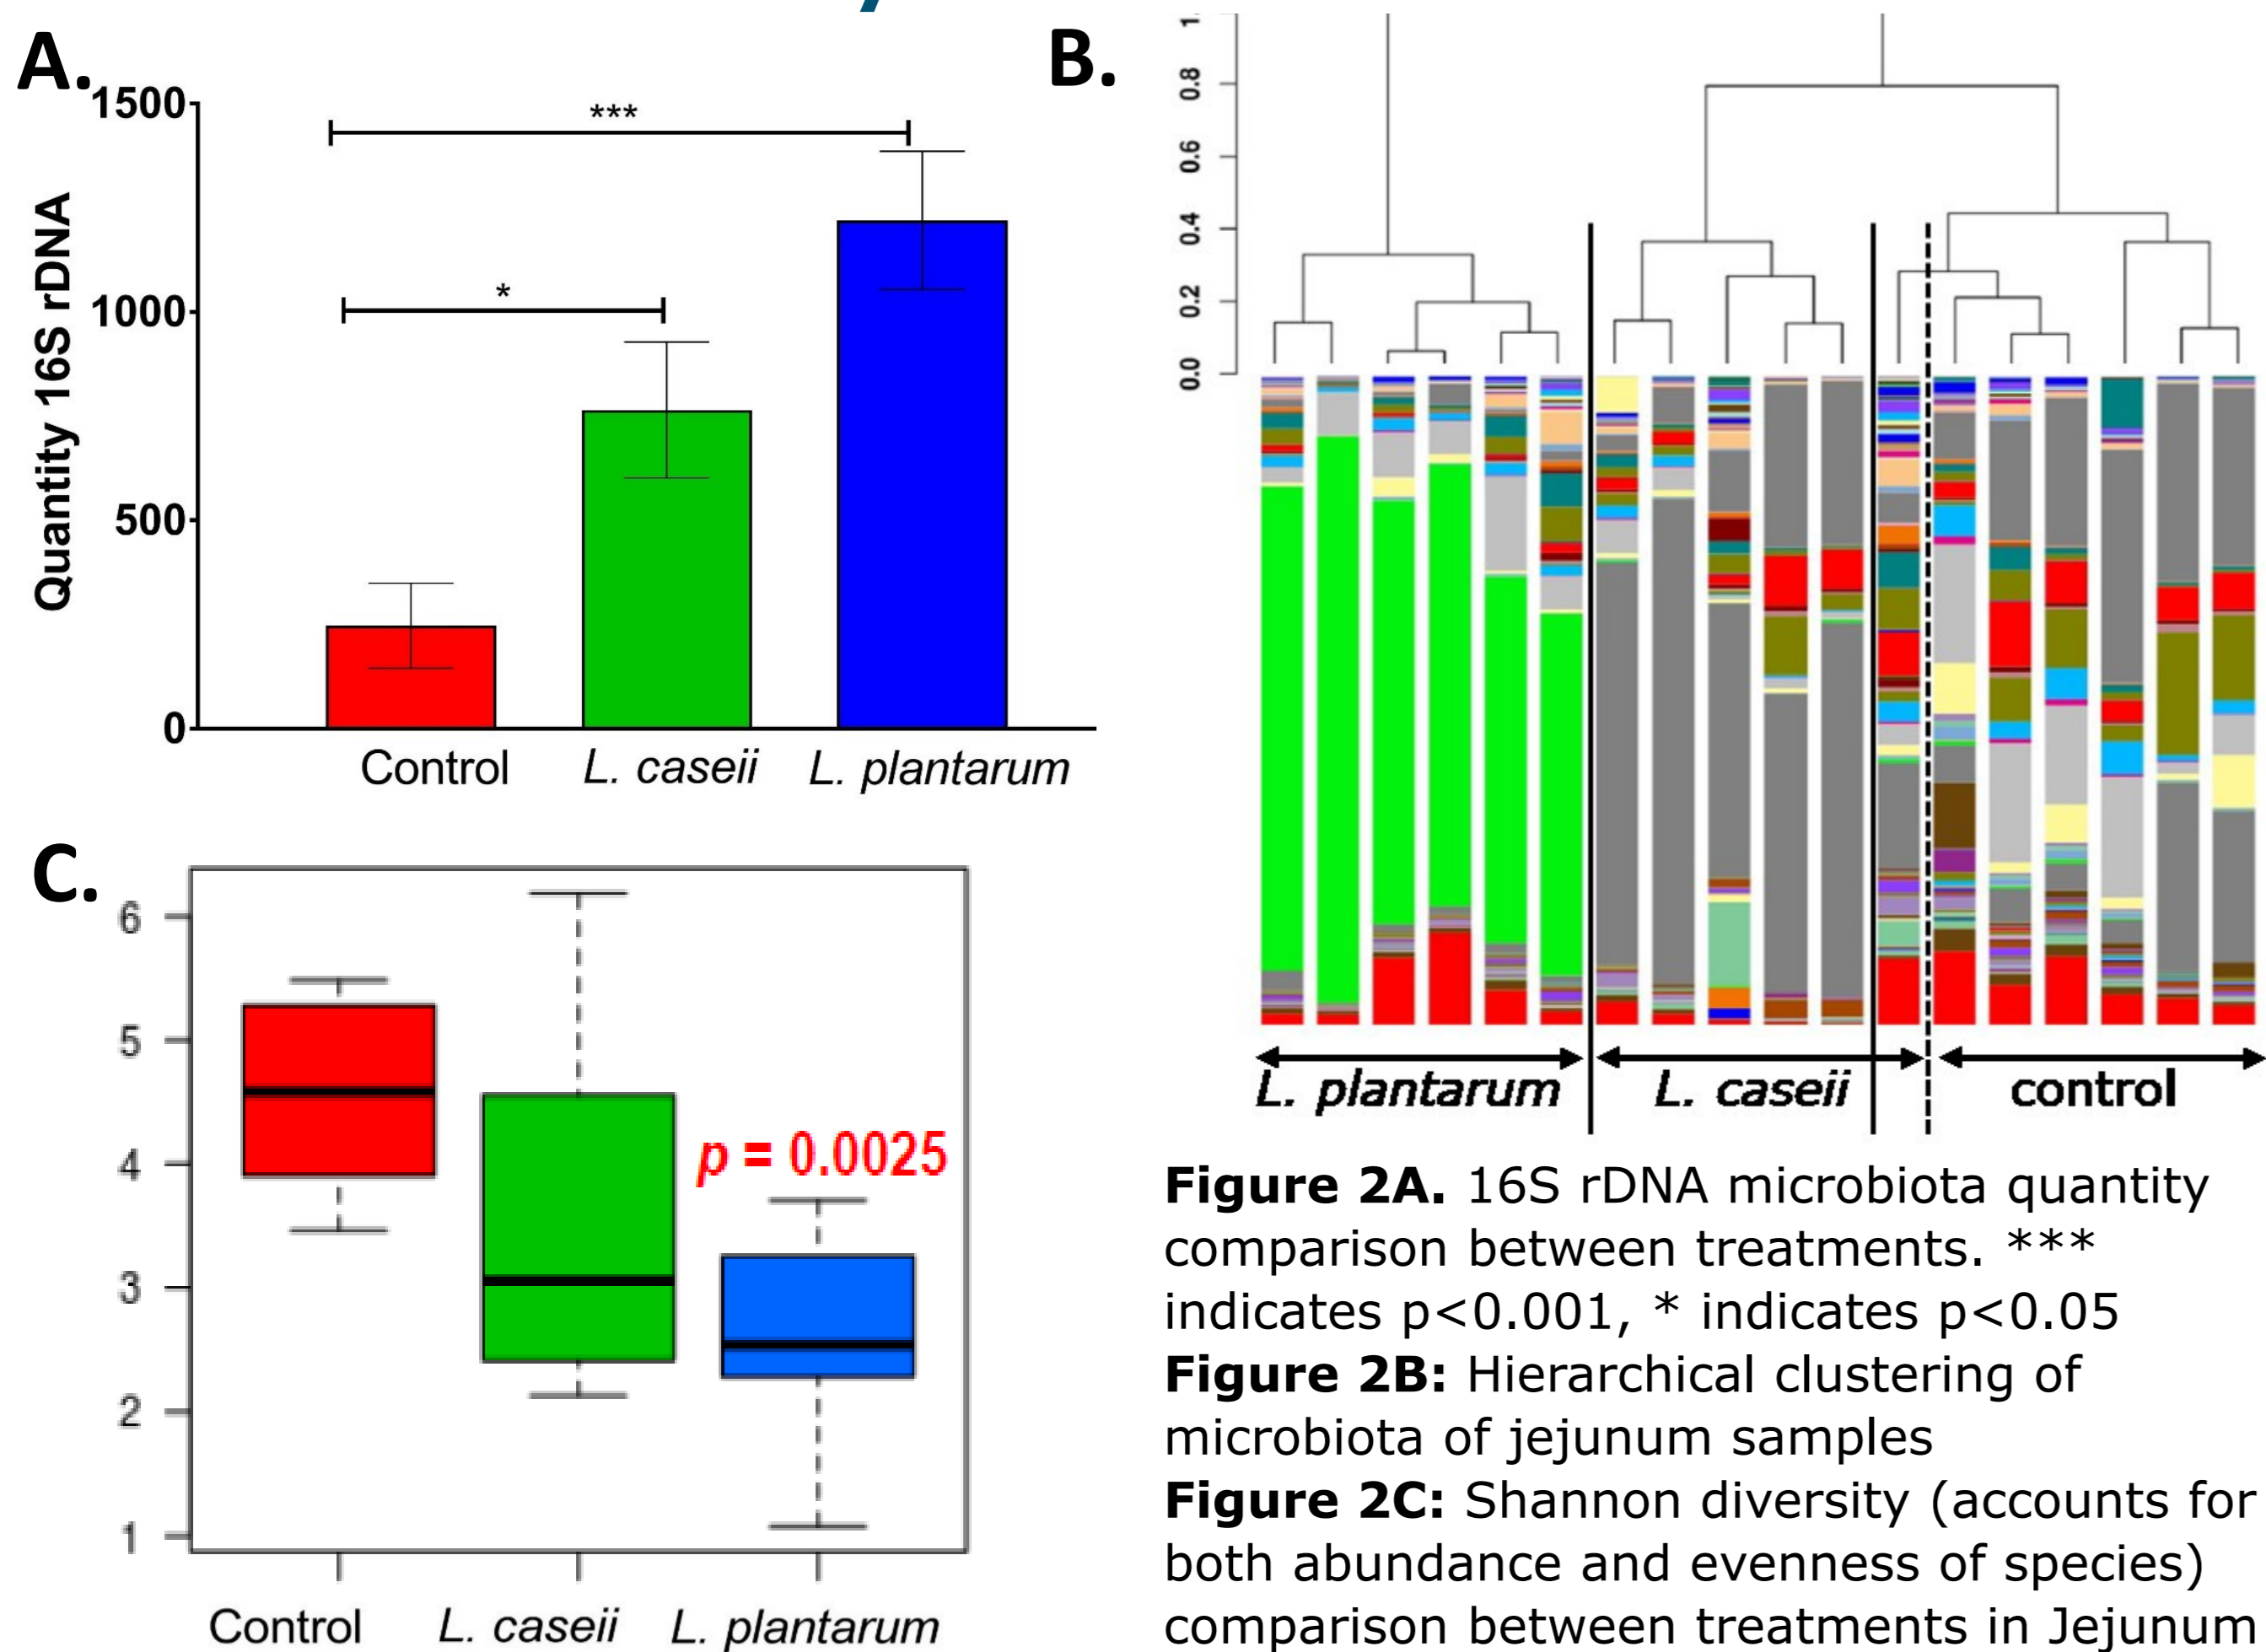 A.
1500
1000
500
0
Quantity 16S rDNA
***
*
Control L. caseii L. plantarum
B.
1
0.8
0.6
0.4
0.2
0.0
L. plantarum L. caseii control
C.
6
5
4
3
2
1
p = 0.0025
Control L. caseii L. plantarum
Figure 2A. 16S rDNA microbiota quantity
comparison between treatments. ***
indicates p<0.001, * indicates p<0.05
Figure 2B: Hierarchical clustering of
microbiota of jejunum samples
Figure 2C: Shannon diversity (accounts for
both abundance and evenness of species)
comparison between treatments in Jejunum